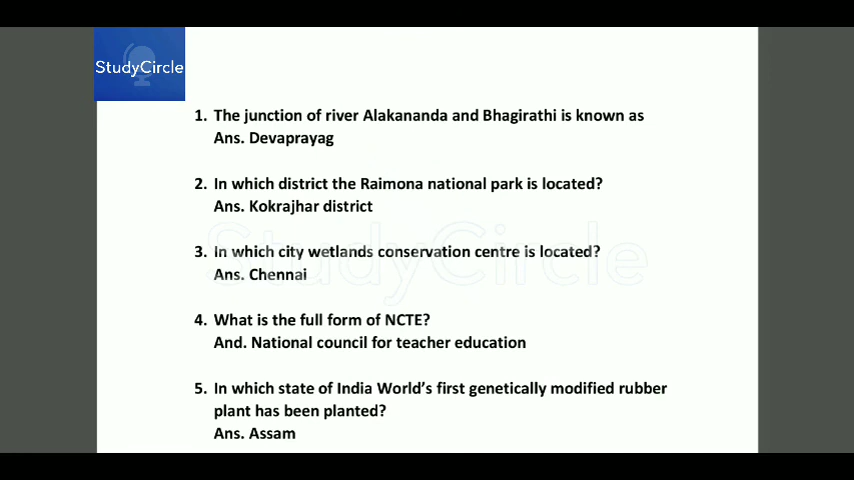 StudyCircle
1. The junction of river Alakananda and Bhagirathi is known as
Ans. Devaprayag
2. In which district the Raimona national park is located?
Ans. Kokrajhar district
3. In which city wetlands conservation centre is located?
Ans. Chennai
StudyCircle
4. What is the full form of NCTE?
And. National council for teacher education
5. In which state of India World's first genetically modified rubber
plant has been planted?
Ans. Assam